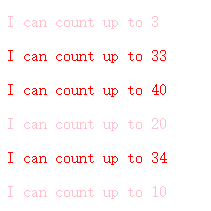 I can count up to 3
I can count up to 33
I can count up to 40
I can count up to 20
I can count up to 34
I can count up to 10